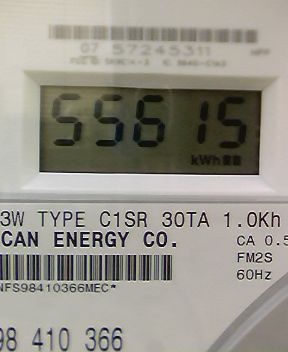 07 57245311
55615
kWh
3W TYPE C1SR 30TA 1.0Kh
CAN ENERGY CO.
CA 0.5
FM2S
60Hz
NFS98410366MEC*
98 410 366